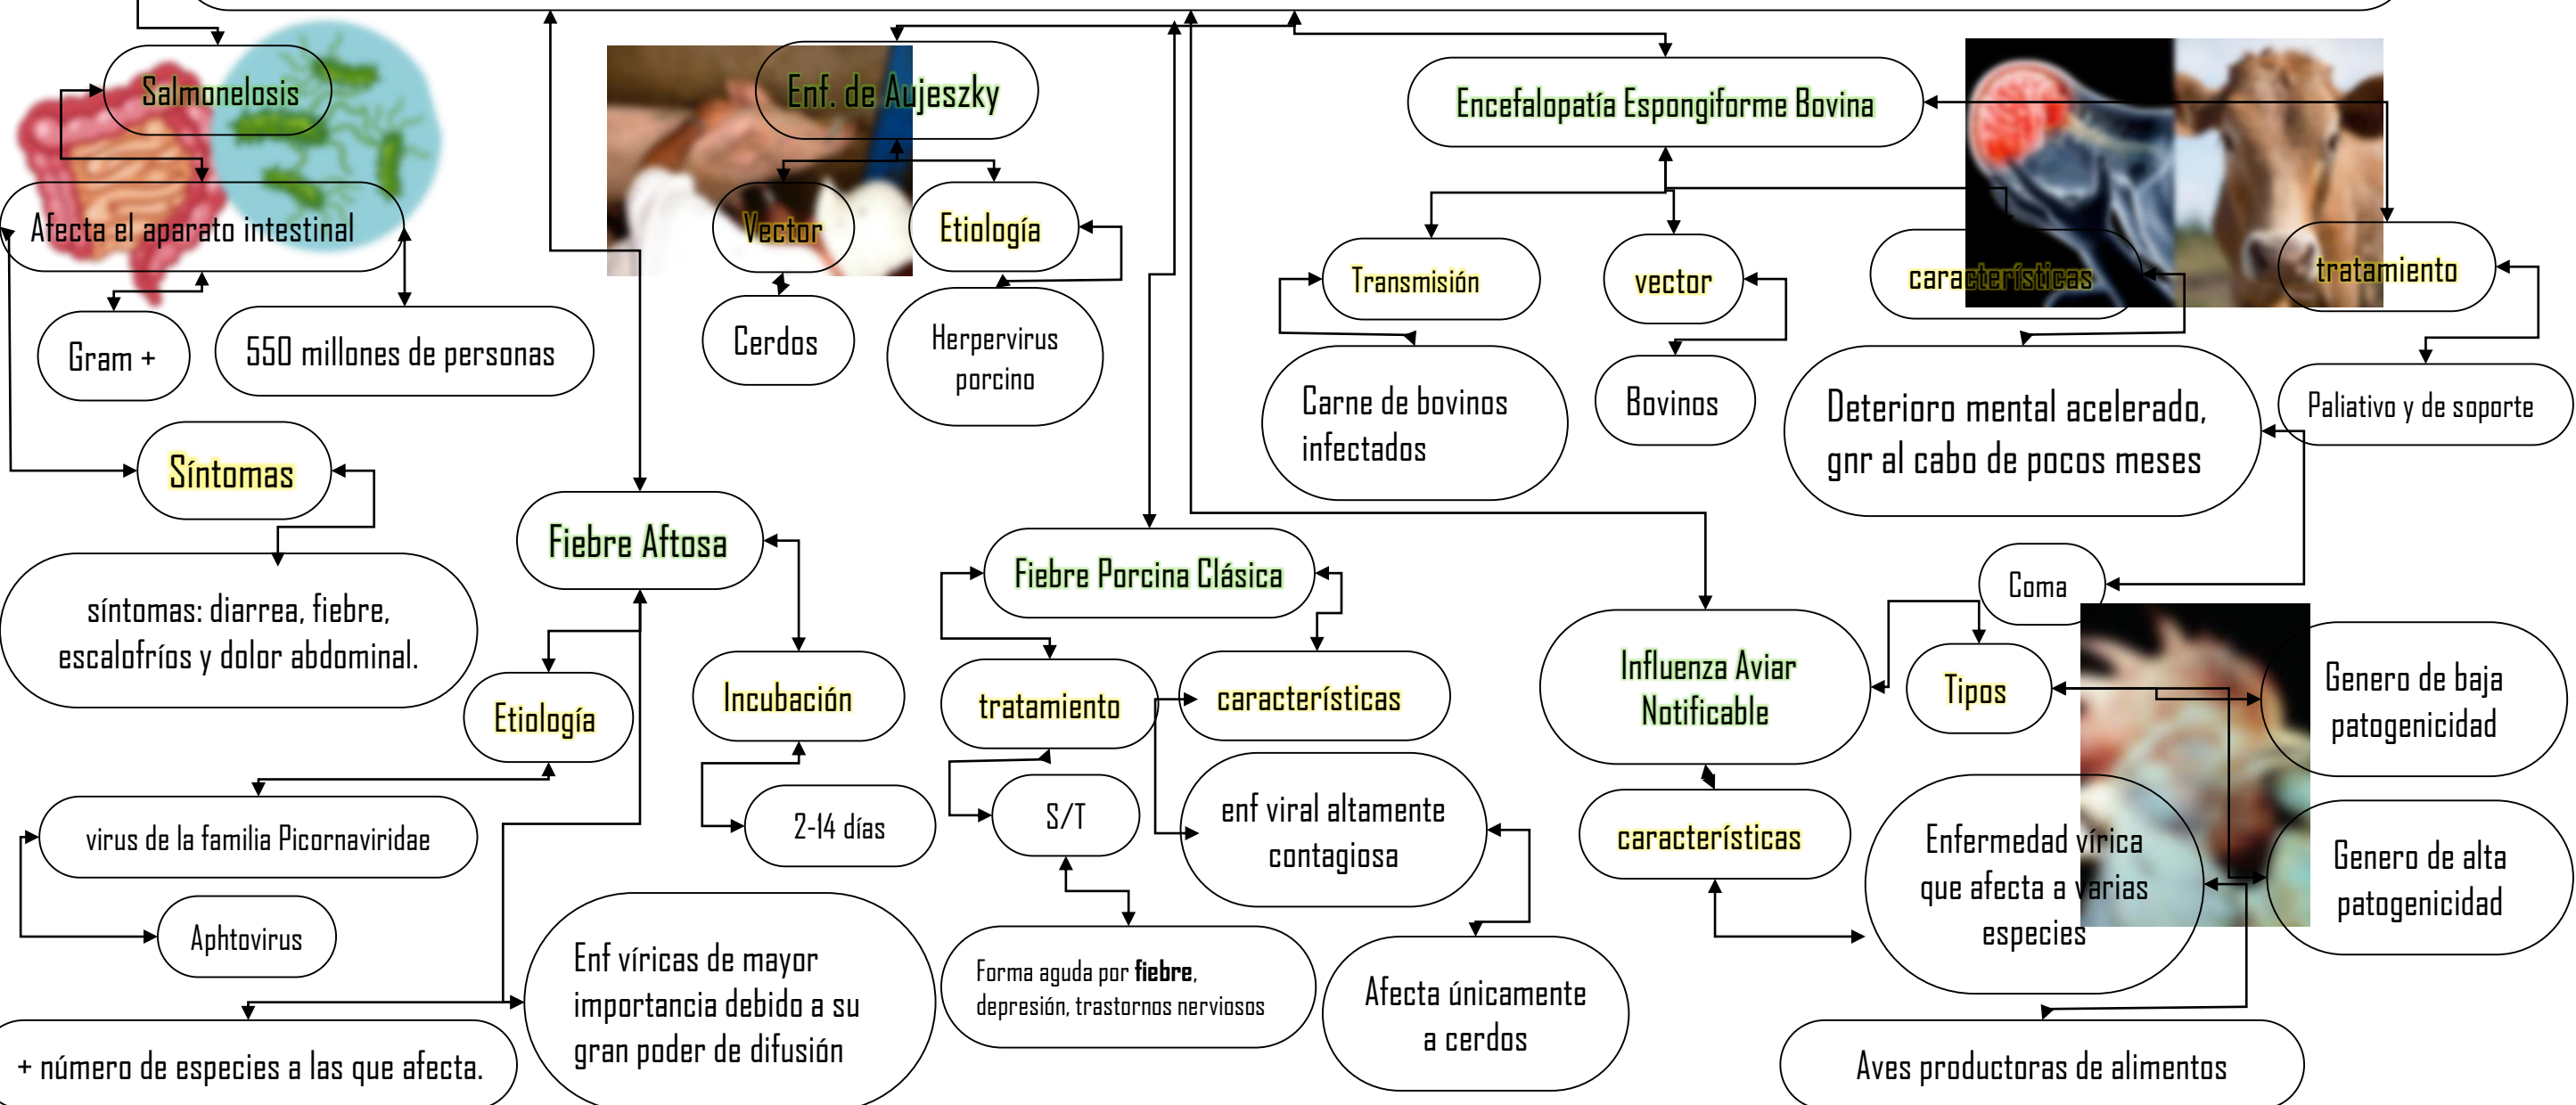 Salmonelosis
Afecta el aparato intestinal
Gram +
550 millones de personas
Síntomas
síntomas: diarrea, fiebre,
escalofríos y dolor abdominal.
Enf. de Aujeszky
Vector
Cerdos
Etiología
Herpervirus
porcino
Encefalopatía Espongiforme Bovina
Transmisión
Carne de bovinos
infectados
vector
Bovinos
características
Deterioro mental acelerado,
gnr al cabo de pocos meses
Coma
tratamiento
Paliativo y de soporte
Fiebre Aftosa
Etiología
virus de la familia Picornaviridae
Aphtovirus
Incubación
2-14 días
Enf víricas de mayor
importancia debido a su
gran poder de difusión
+ número de especies a las que afecta.
Fiebre Porcina Clásica
tratamiento
S/T
Forma aguda por fiebre,
depresión, trastornos nerviosos
características
enf viral altamente
contagiosa
Afecta únicamente
a cerdos
Influenza Aviar
Notificable
características
Enfermedad vírica
que afecta a varias
especies
Aves productoras de alimentos
Tipos
Genero de baja
patogenicidad
Genero de alta
patogenicidad